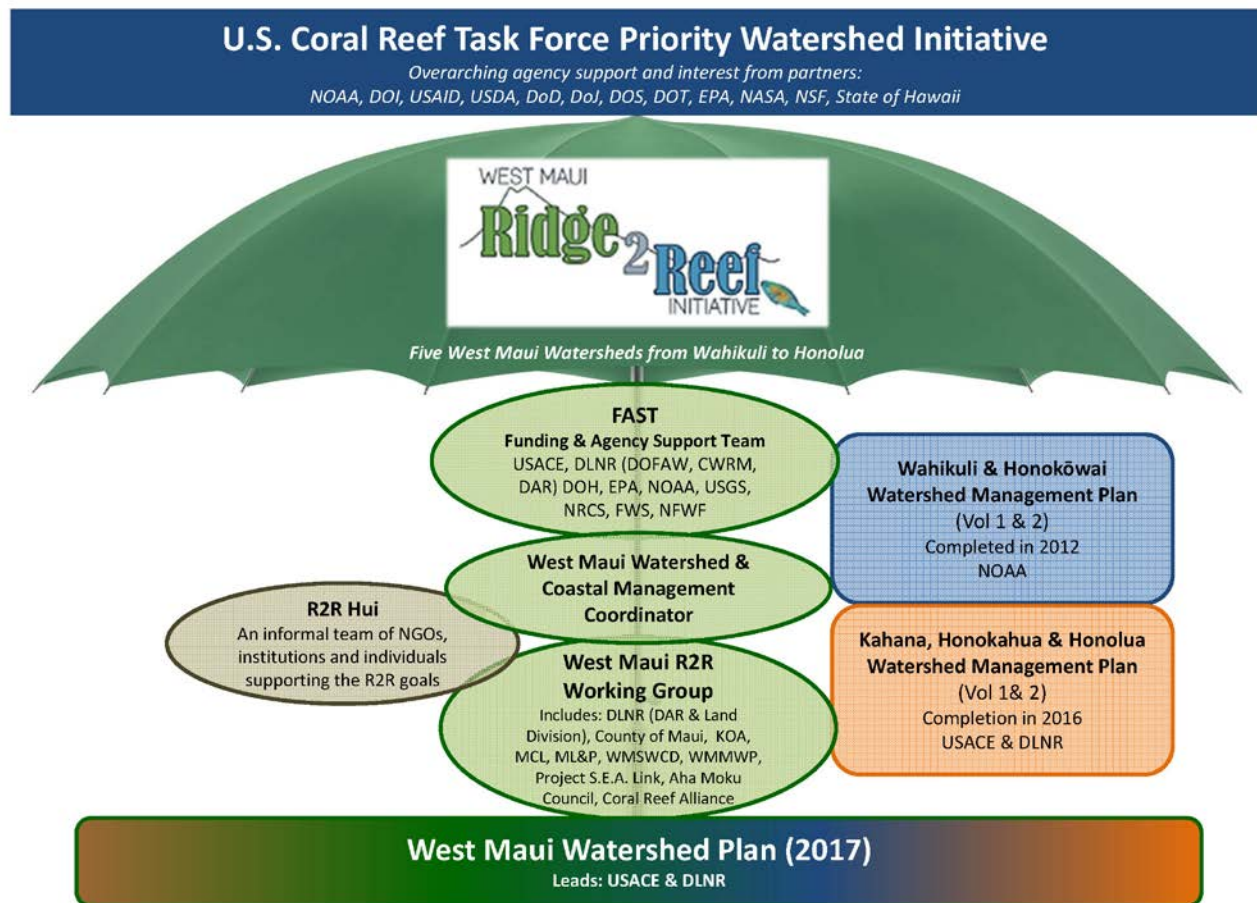 U.S. Coral Reef Task Force Priority Watershed Initiative
Overarching agency support and interest from partners:
NOAA, DOI, USAID, USDA, DoD, DoJ, DOS, DOT, EPA, NASA, NSF, State of Hawaii
WEST MAUI
Ridge 2 Reef
INITIATIVE
Five West Maui Watersheds from Wahikuli to Honolua
FAST
Funding & Agency Support Team
USACE, DLNR (DOFAW, CWRM,
DAR) DOH, EPA, NOAA, USGS,
NRCS, FWS, NFWF
Wahikuli & Honokōwai
Watershed Management Plan
(Vol 1 & 2)
Completed in 2012
NOAA
West Maui Watershed &
Coastal Management
Coordinator
R2R Hui
An informal team of NGOs,
institutions and individuals
supporting the R2R goals
Kahana, Honokahua & Honolua
Watershed Management Plan
(Vol 1& 2)
Completion in 2016
USACE & DLNR
West Maui R2R
Working Group
Includes: DLNR (DAR & Land
Division), County of Maui, KOA,
MCL, ML&P, WMSWCD, WMMWP,
Project S.E.A. Link, Aha Moku
Council, Coral Reef Alliance
West Maui Watershed Plan (2017)
Leads: USACE & DLNR